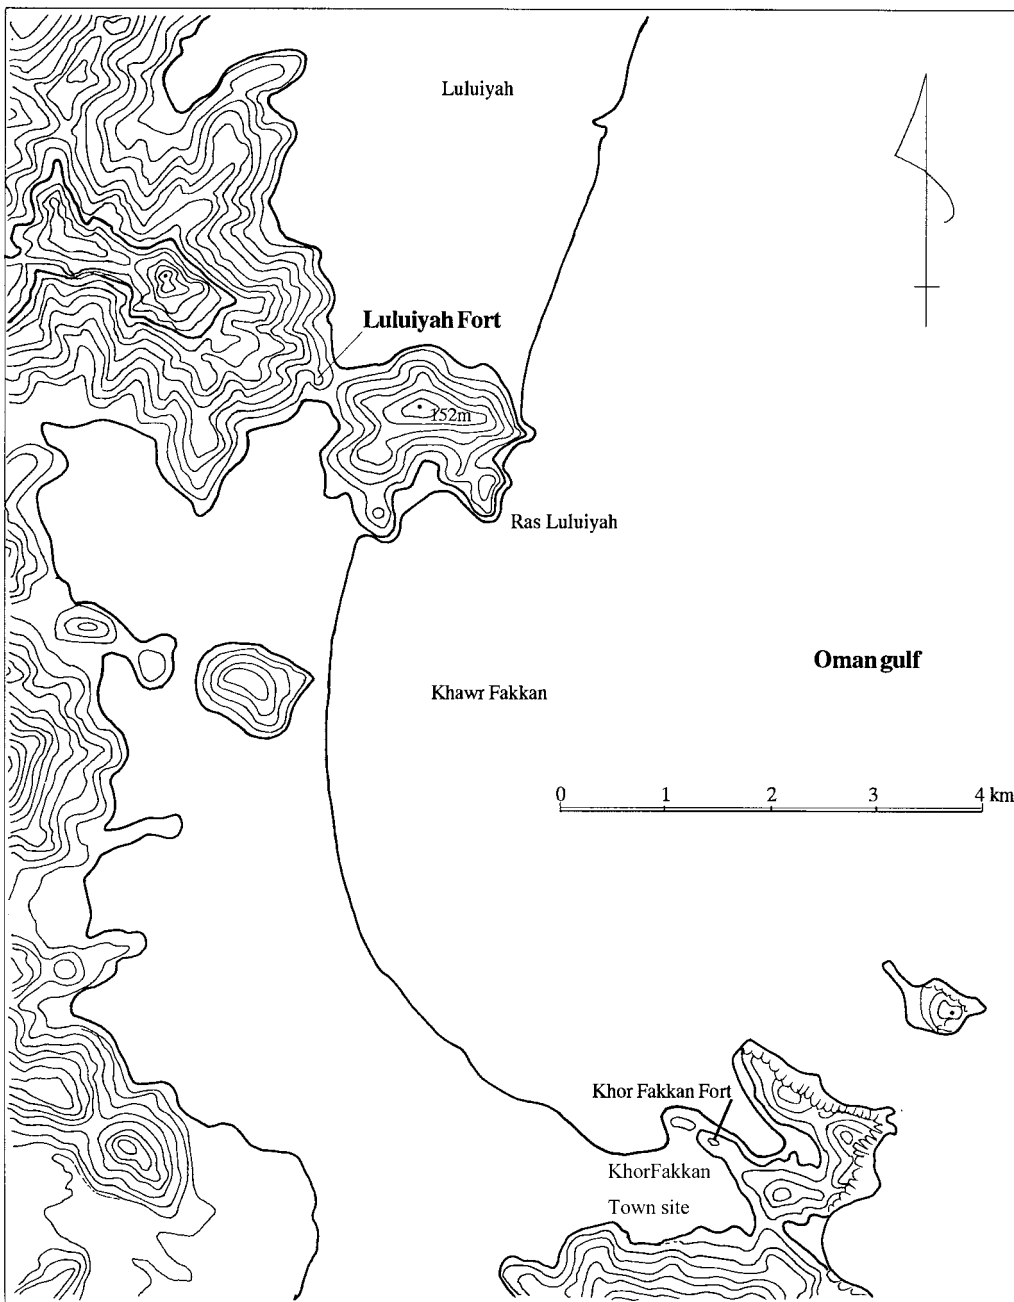 Luluiyah
Luluiyah Fort
152m
Ras Luluiyah
Oman gulf
Khawr Fakkan
0 1 2 3 4 km
Khor Fakkan Fort
KhorFakkan
Town site